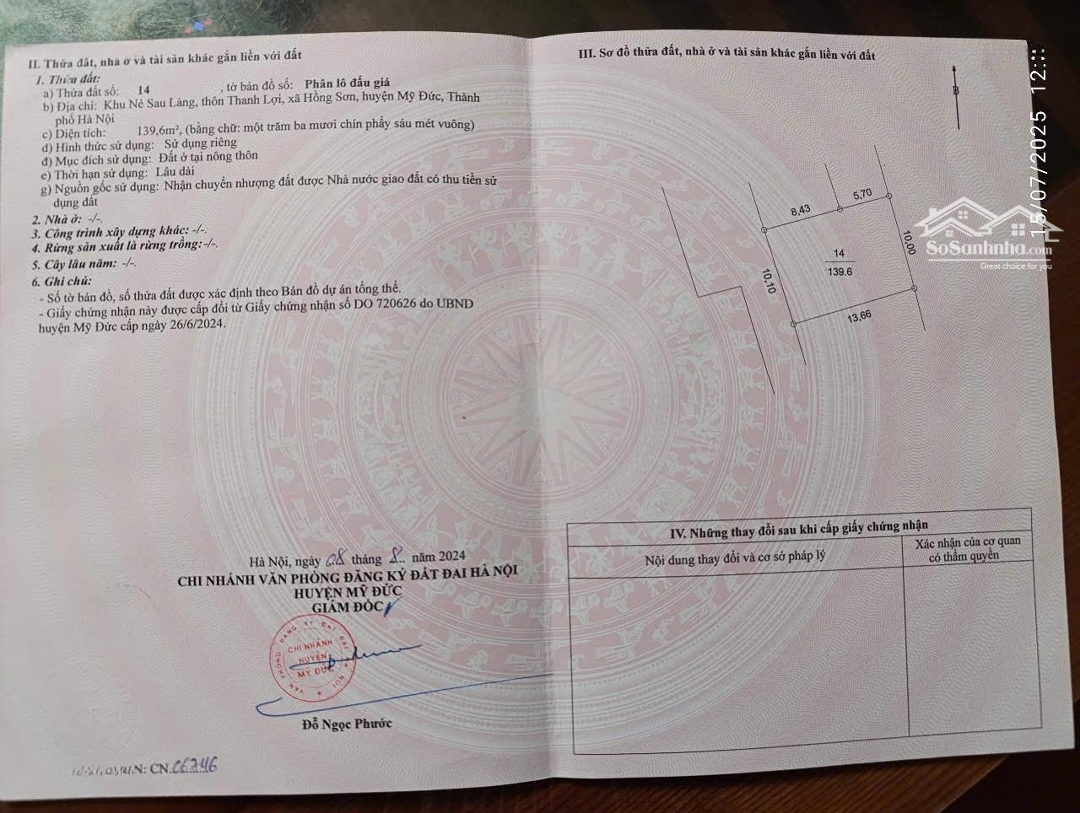 II. Thửa đất, nhà ở và tài sản khác gắn liền với đất
1. Thửa đất:
a) Thửa đất số: 14 , tờ bản đồ số: Phân lô đấu giá
b) Địa chỉ: Khu Nẻ Sau Làng, thôn Thanh Lợi, xã Hồng Sơn, huyện Mỹ Đức, Thành
phố Hà Nội
c) Diện tích: 139,6m², (bằng chữ: một trăm ba mươi chín phẩy sáu mét vuông)
d) Hình thức sử dụng: Sử dụng riêng
đ) Mục đích sử dụng: Đất ở tại nông thôn
e) Thời hạn sử dụng: Lâu dài
g) Nguồn gốc sử dụng: Nhận chuyển nhượng đất được Nhà nước giao đất có thu tiền sử
dụng đất
2. Nhà ở: -/-.
3. Công trình xây dựng khác: -/-.
4. Rừng sản xuất là rừng trồng:-/-.
5. Cây lâu năm: -/-.
6. Ghi chú:
- Số tờ bản đồ, số thửa đất được xác định theo Bản đồ dự án tổng thể.
- Giấy chứng nhận này được cấp đổi từ Giấy chứng nhận số DO 720626 do UBND
huyện Mỹ Đức cấp ngày 26/6/2024.
Hà Nội, ngày 08 tháng 8.. năm 2024
CHI NHÁNH VĂN PHÒNG ĐĂNG KÝ ĐẤT ĐAI HÀ NỘI
HUYỆN MỸ ĐỨC
GIÁM ĐỐC
CHI NHÁNH
HUYỆN
MỸ ĐỨC
Đỗ Ngọc Phước
N: CN.06746
III. Sơ đồ thửa đất, nhà ở và tài sản khác gắn liền với đất
B
8,43
5,70
10,10
14
139.6
10,00
13,66
IV. Những thay đổi sau khi cấp giấy chứng nhận
Nội dung thay đổi và cơ sở pháp lý
Xác nhận của cơ quan
có thẩm quyền
SoSanhnha.com
Great choice for you
15/07/2025 12: